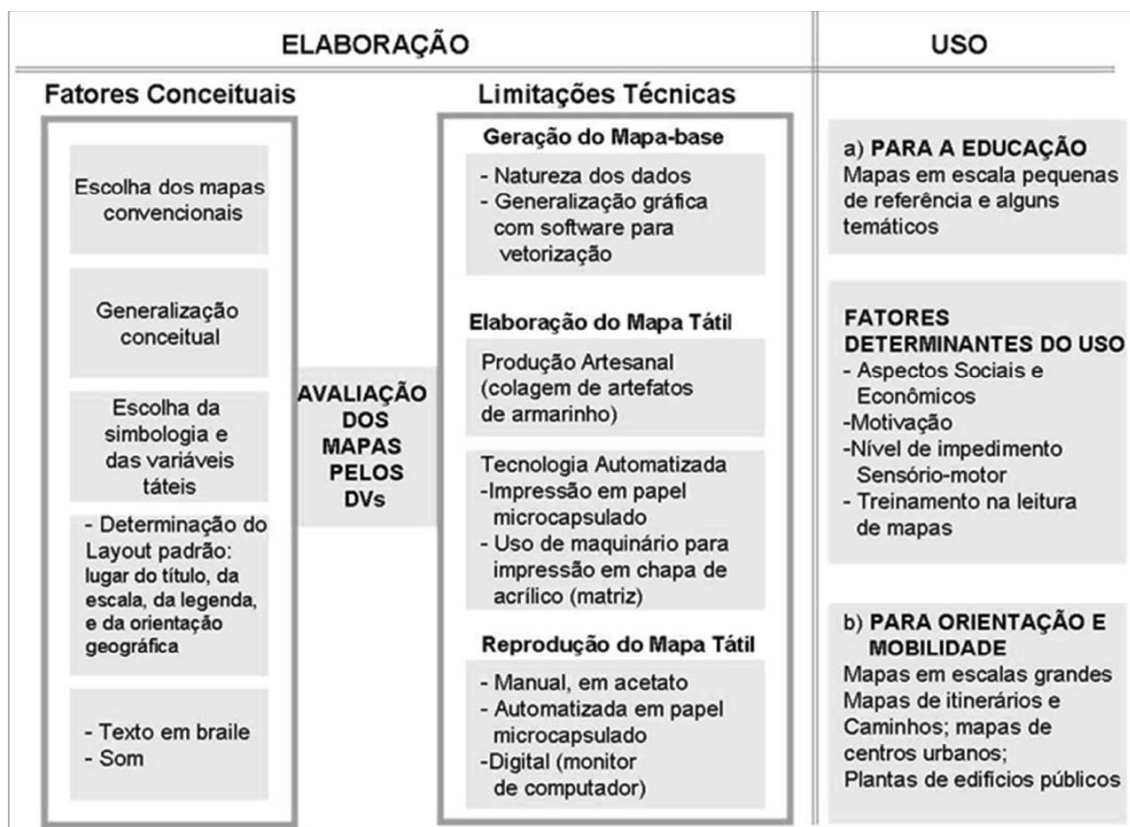 ELABORAÇÃO
USO
Fatores Conceituais
Escolha dos mapas
convencionais
Generalização
conceitual
Escolha da
simbologia e
das variáveis
táteis
- Determinação do
Layout padrão:
lugar do título, da
escala, da legenda,
e da orientação
geográfica
- Texto em braile
- Som
AVALIAÇÃO
DOS
MAPAS
PELOS
DVs
Limitações Técnicas
Geração do Mapa-base
- Natureza dos dados
- Generalização gráfica
com software para
vetorização
Elaboração do Mapa Tátil
Produção Artesanal
(colagem de artefatos
de armarinho)
Tecnologia Automatizada
-Impressão em papel
microcapsulado
- Uso de maquinário para
impressão em chapa de
acrílico (matriz)
Reprodução do Mapa Tátil
- Manual, em acetato
- Automatizada em papel
microcapsulado
-Digital (monitor
de computador)
a) PARA A EDUCAÇÃO
Mapas em escala pequenas
de referência e alguns
temáticos
FATORES
DETERMINANTES DO USO
- Aspectos Sociais e
Econômicos
-Motivação
-Nível de impedimento
Sensório-motor
- Treinamento na leitura
de mapas
b) PARA ORIENTAÇÃO E
MOBILIDADE
Mapas em escalas grandes
Mapas de itinerários e
Caminhos; mapas de
centros urbanos;
Plantas de edifícios públicos